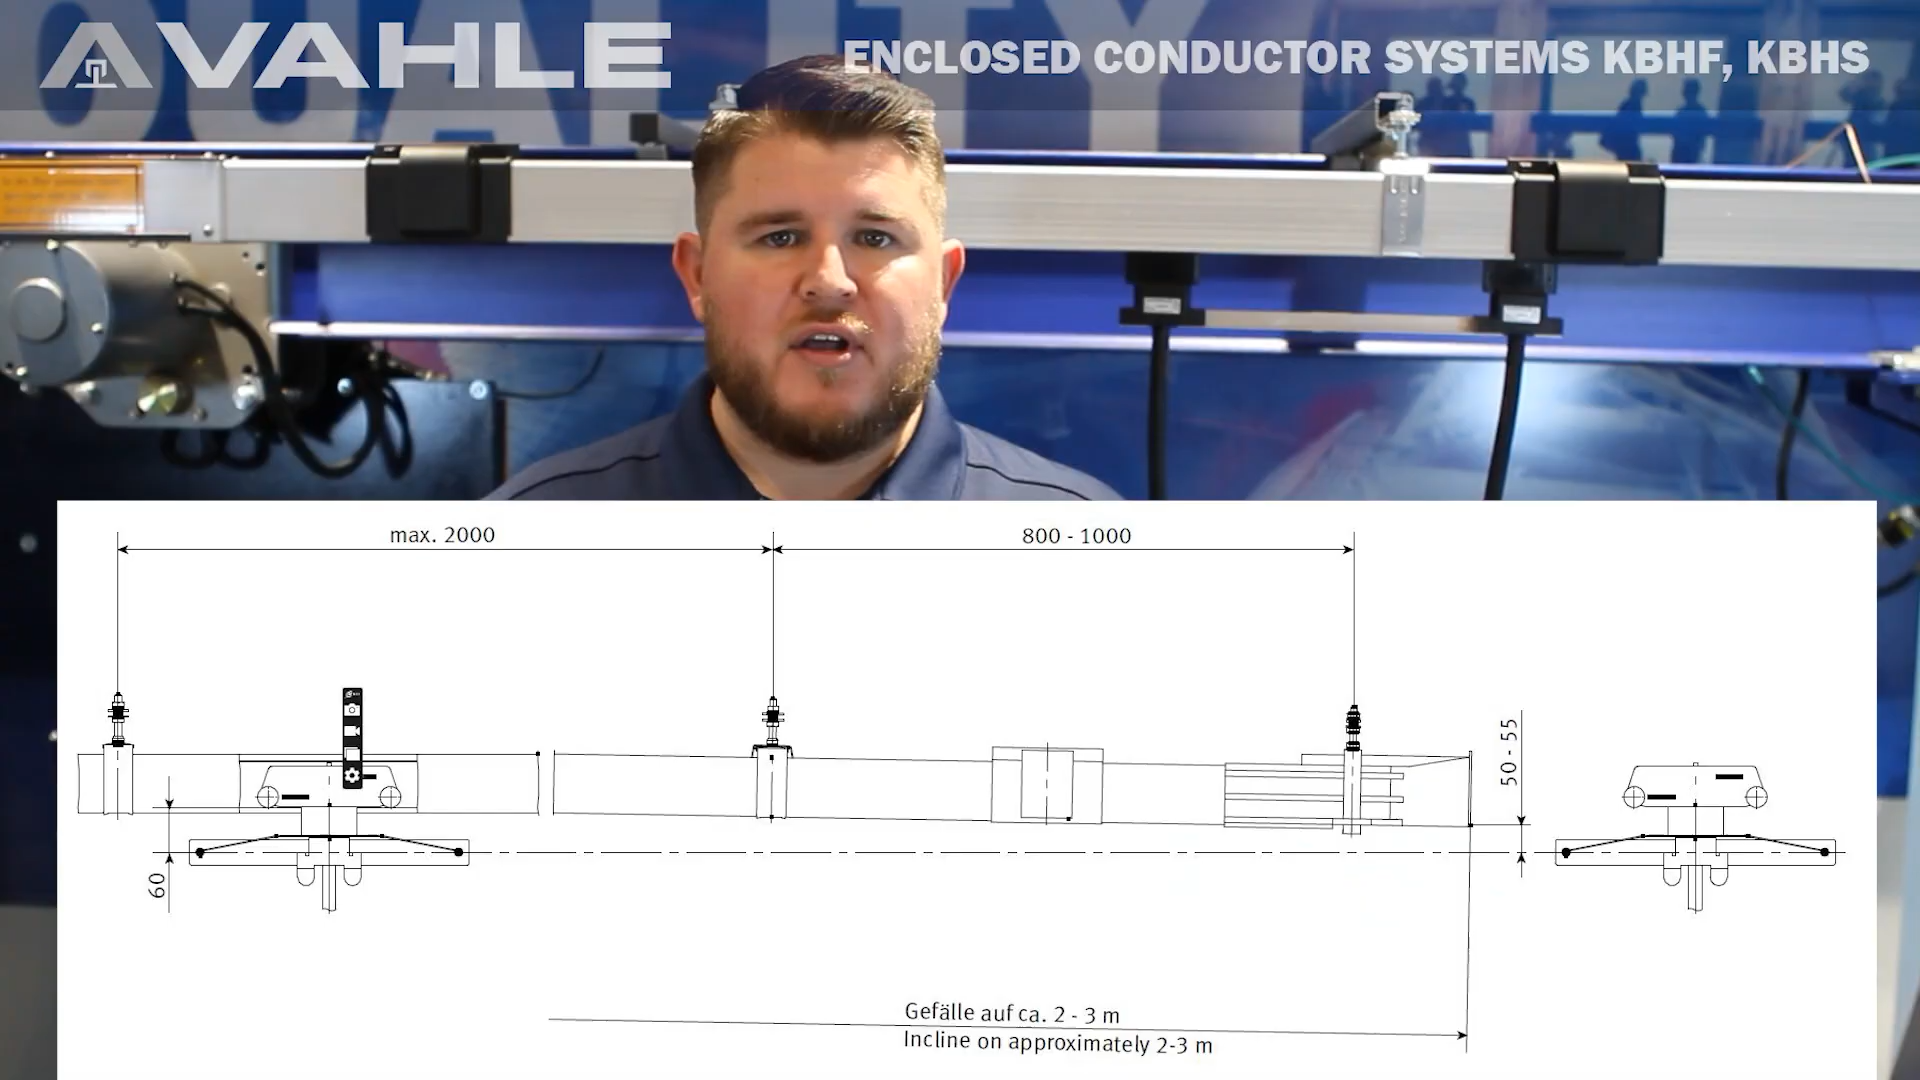 QUALITY
VAHLE
ENCLOSED CONDUCTOR SYSTEMS KBHF, KBHS
max. 2000
800 - 1000
50 - 55
60
Gefälle auf ca. 2 - 3 m
Incline on approximately 2-3 m